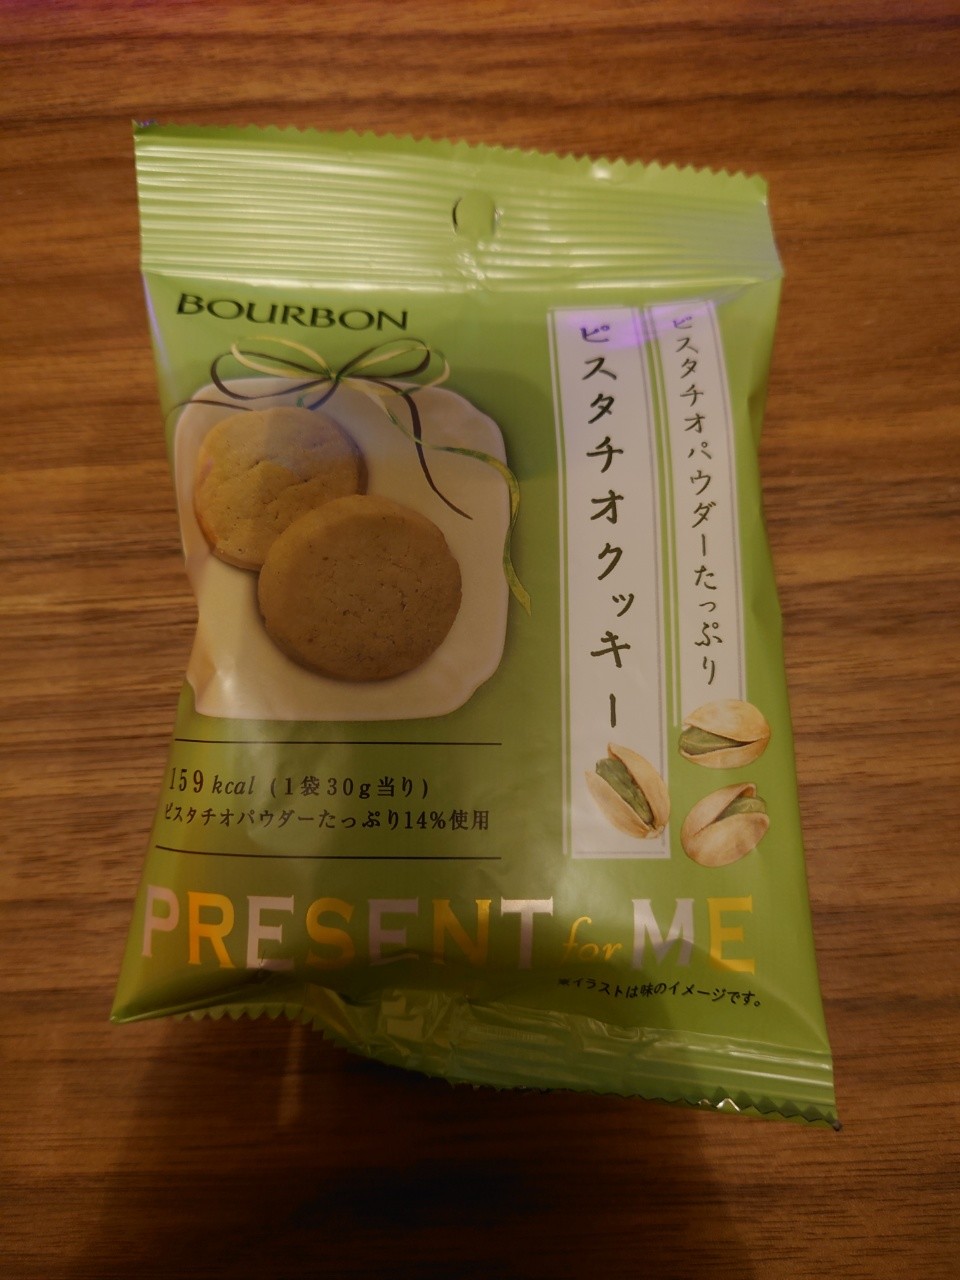 BOURBON
ピスタチオパウダーたっぷり
ピスタチオクッキー
159 kcal (1袋30g当り)
ピスタチオパウダーたっぷり14%使用
PRESENT for ME
※イラストは味のイメージです。